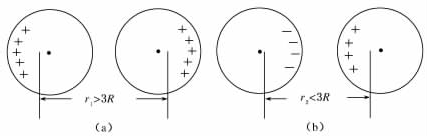 + + + + +
+ + + + +
− − − −
+ + + +
r₁>3R
r₂<3R
(a)
(b)